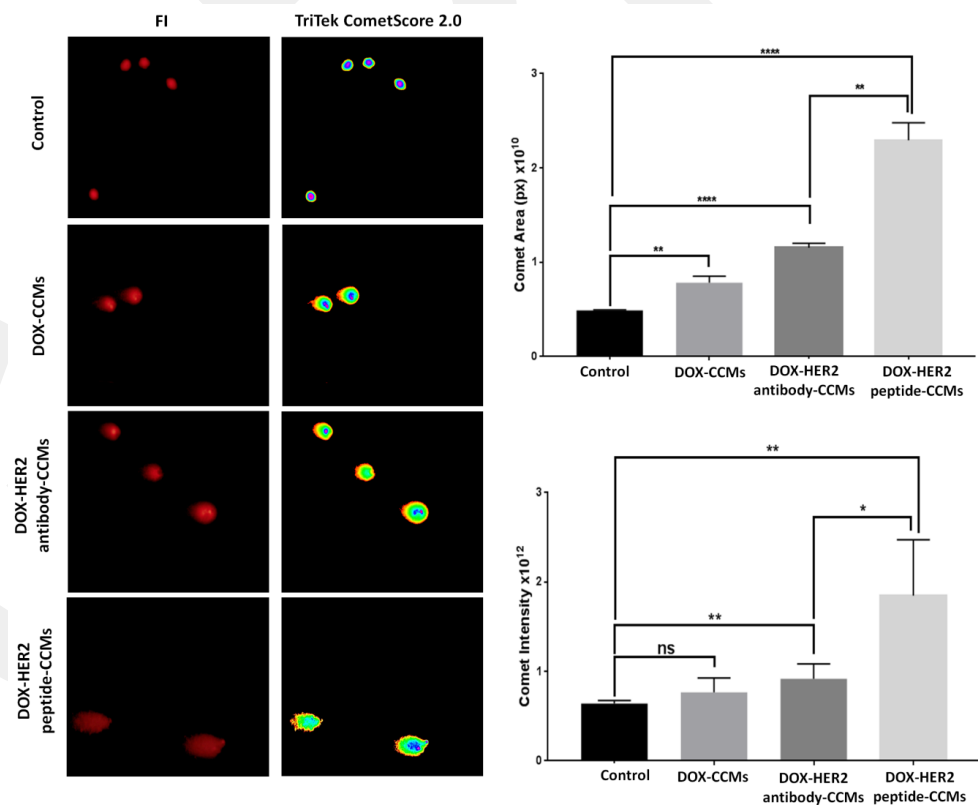 FI
TriTek CometScore 2.0
Control
DOX-CCMs
DOX-HER2
antibody-CCMs
DOX-HER2
peptide-CCMs
Comet Area (px) x10¹⁰
3
2
1
0
****
**
****
**
Control
DOX-CCMs
DOX-HER2
antibody-CCMs
DOX-HER2
peptide-CCMs
Comet Intensity x10¹²
3
2
1
0
**
*
**
ns
Control
DOX-CCMs
DOX-HER2
antibody-CCMs
DOX-HER2
peptide-CCMs